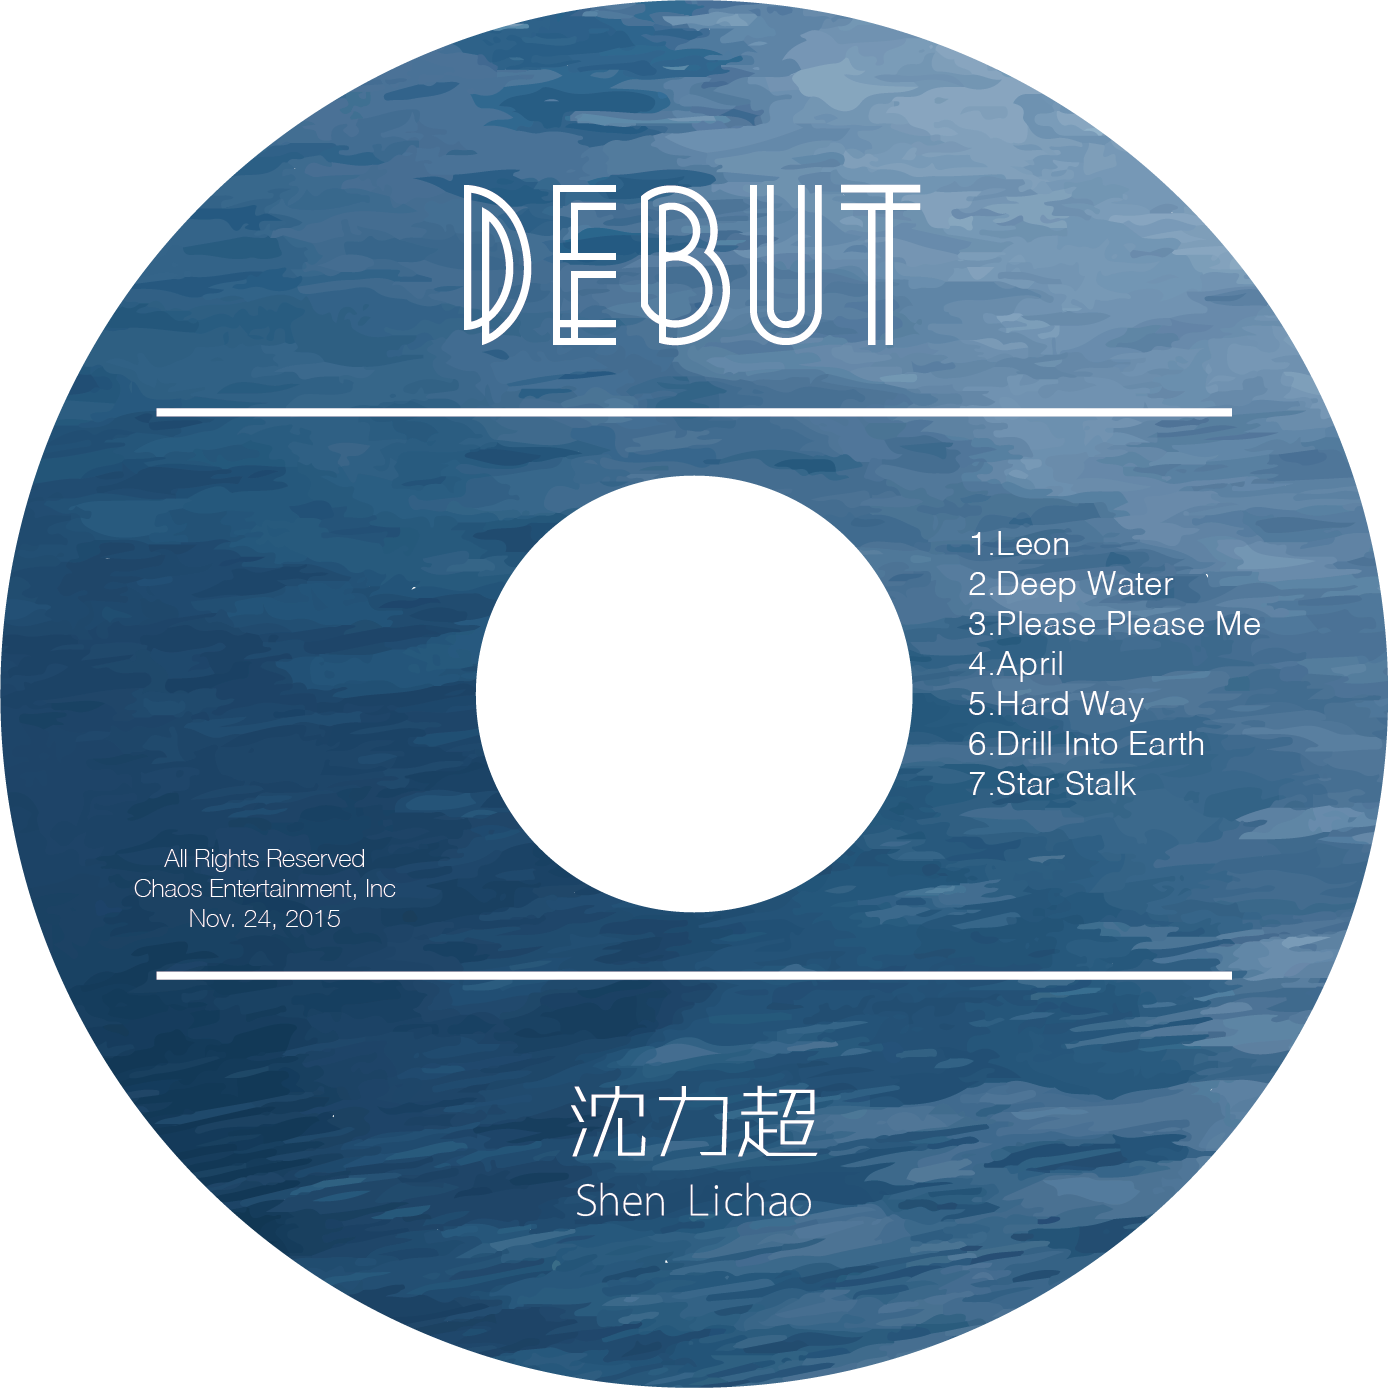 DEBUT
1.Leon
2.Deep Water
3.Please Please Me
4.April
5.Hard Way
6.Drill Into Earth
7.Star Stalk
All Rights Reserved
Chaos Entertainment, Inc
Nov. 24, 2015
沈力超
Shen Lichao